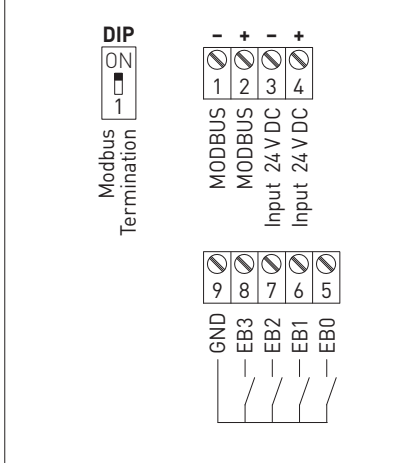 DIP
ON
1
Modbus
Termination
- + - +
1 2 3 4
MODBUS
MODBUS
Input 24 V DC
Input 24 V DC
9 8 7 6 5
GND
EB3
EB2
EB1
EB0